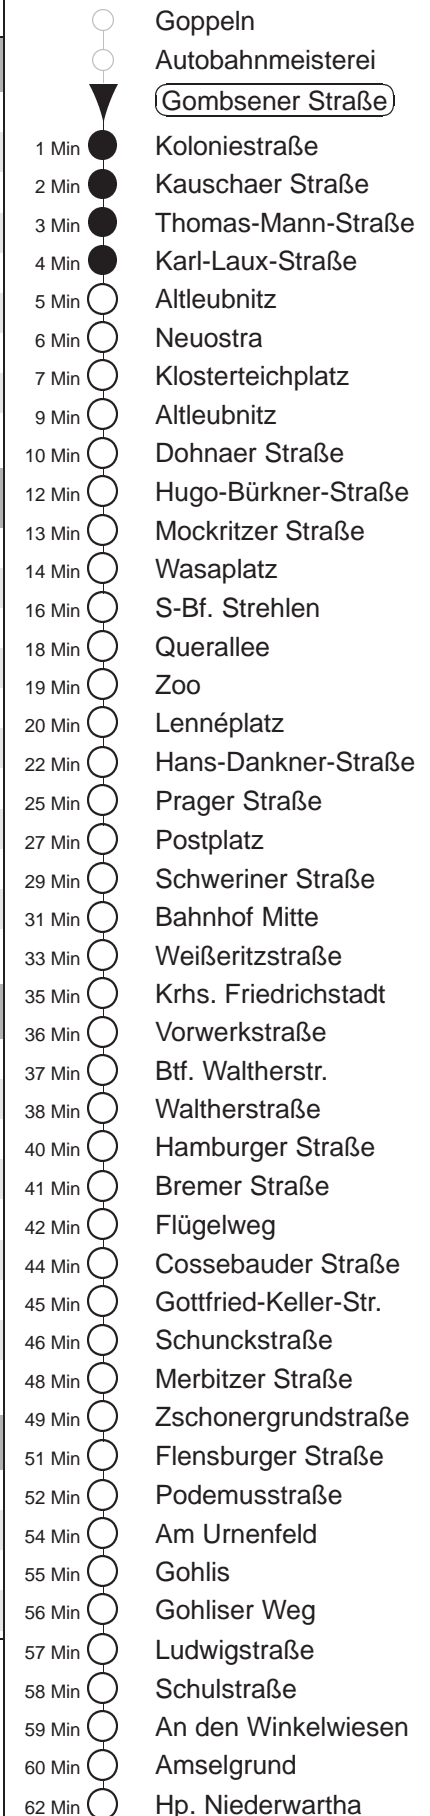 Goppeln
Autobahnmeisterei
Gombsener Straße
1 Min Koloniestraße
2 Min Kauschaer Straße
3 Min Thomas-Mann-Straße
4 Min Karl-Laux-Straße
5 Min Altleubnitz
6 Min Neuostra
7 Min Klosterteichplatz
9 Min Altleubnitz
10 Min Dohnaer Straße
12 Min Hugo-Bürkner-Straße
13 Min Mockritzer Straße
14 Min Wasaplatz
16 Min S-Bf. Strehlen
18 Min Querallee
19 Min Zoo
20 Min Lennéplatz
22 Min Hans-Dankner-Straße
25 Min Prager Straße
27 Min Postplatz
29 Min Schweriner Straße
31 Min Bahnhof Mitte
33 Min Weißeritzstraße
35 Min Krhs. Friedrichstadt
36 Min Vorwerkstraße
37 Min Btf. Waltherstr.
38 Min Waltherstraße
40 Min Hamburger Straße
41 Min Bremer Straße
42 Min Flügelweg
44 Min Cossebauder Straße
45 Min Gottfried-Keller-Str.
46 Min Schunckstraße
48 Min Merbitzer Straße
49 Min Zschonergrundstraße
51 Min Flensburger Straße
52 Min Podemusstraße
54 Min Am Urnenfeld
55 Min Gohlis
56 Min Gohliser Weg
57 Min Ludwigstraße
58 Min Schulstraße
59 Min An den Winkelwiesen
60 Min Amselgrund
62 Min Hp. Niederwartha